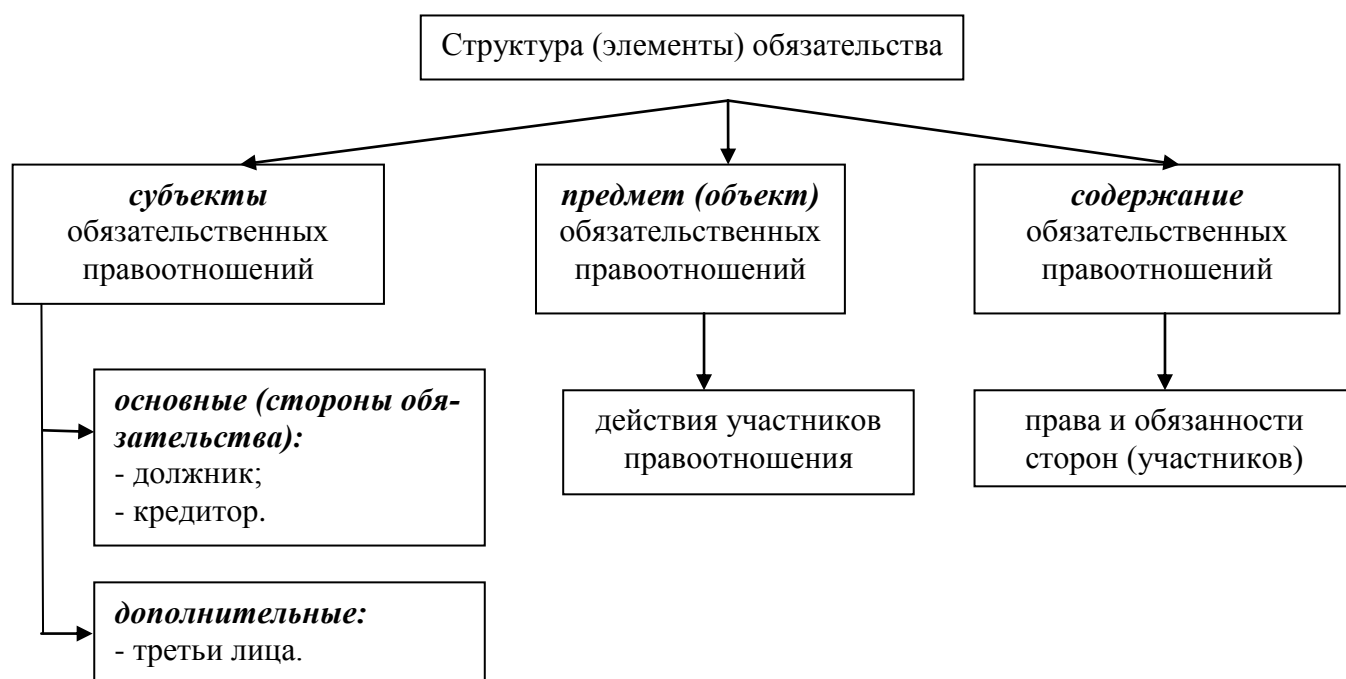 Структура (элементы) обязательства
субъекты
обязательственных
правоотношений
предмет (объект)
обязательственных
правоотношений
содержание
обязательственных
правоотношений
основные (стороны обя-
зательства):
- должник;
- кредитор.
действия участников
правоотношения
права и обязанности
сторон (участников)
дополнительные:
- третьи лица.